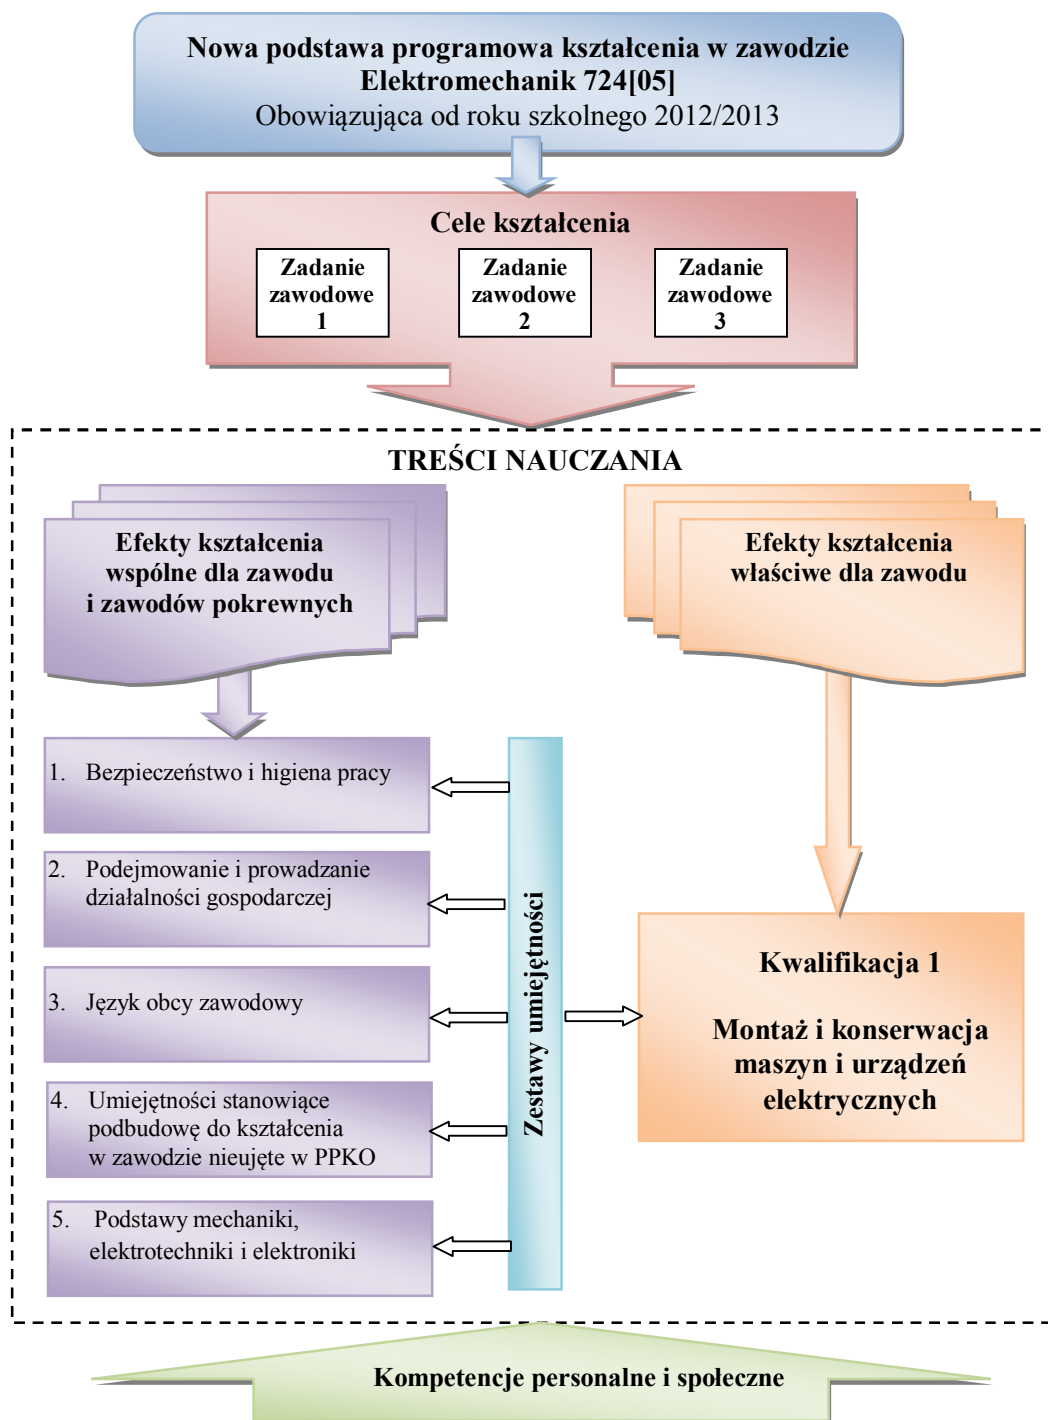 Nowa podstawa programowa kształcenia w zawodzie
Elektromechanik 724[05]
Obowiązująca od roku szkolnego 2012/2013
Cele kształcenia
Zadanie
zawodowe
1
Zadanie
zawodowe
2
Zadanie
zawodowe
3
TREŚCI NAUCZANIA
Efekty kształcenia
wspólne dla zawodu
i zawodów pokrewnych
Efekty kształcenia
właściwe dla zawodu
1. Bezpieczeństwo i higiena pracy
2. Podejmowanie i prowadzanie
działalności gospodarczej
3. Język obcy zawodowy
4. Umiejętności stanowiące
podbudowę do kształcenia
w zawodzie nieujęte w PPKO
5. Podstawy mechaniki,
elektrotechniki i elektroniki
Zestawy umiejętności
Kwalifikacja 1
Montaż i konserwacja
maszyn i urządzeń
elektrycznych
Kompetencje personalne i społeczne